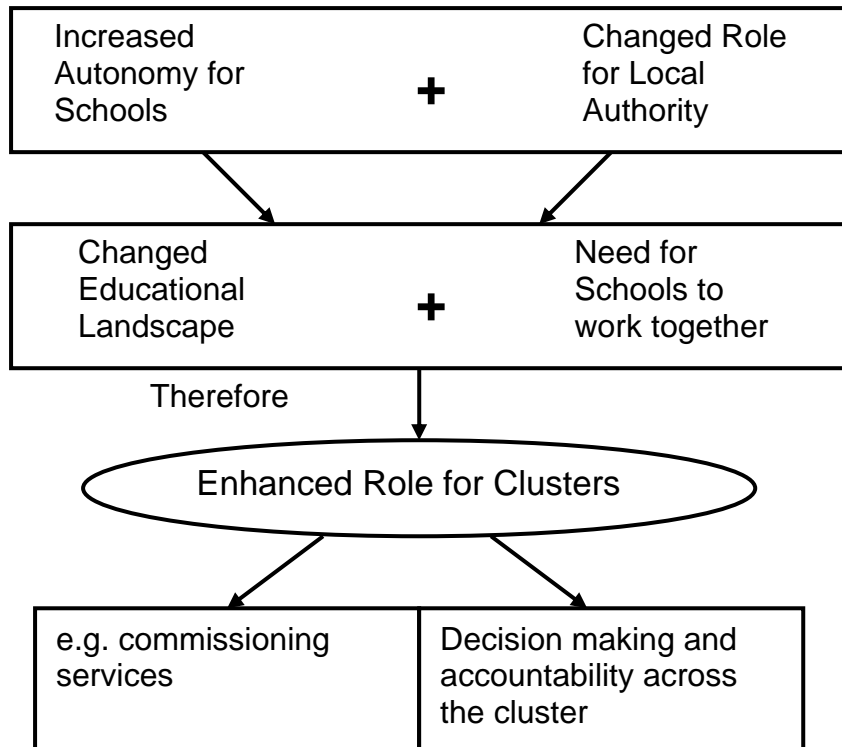 Increased
Autonomy for
Schools
+
Changed Role
for Local
Authority
Changed
Educational
Landscape
+
Need for
Schools to
work together
Therefore
Enhanced Role for Clusters
e.g. commissioning
services
Decision making and
accountability across
the cluster